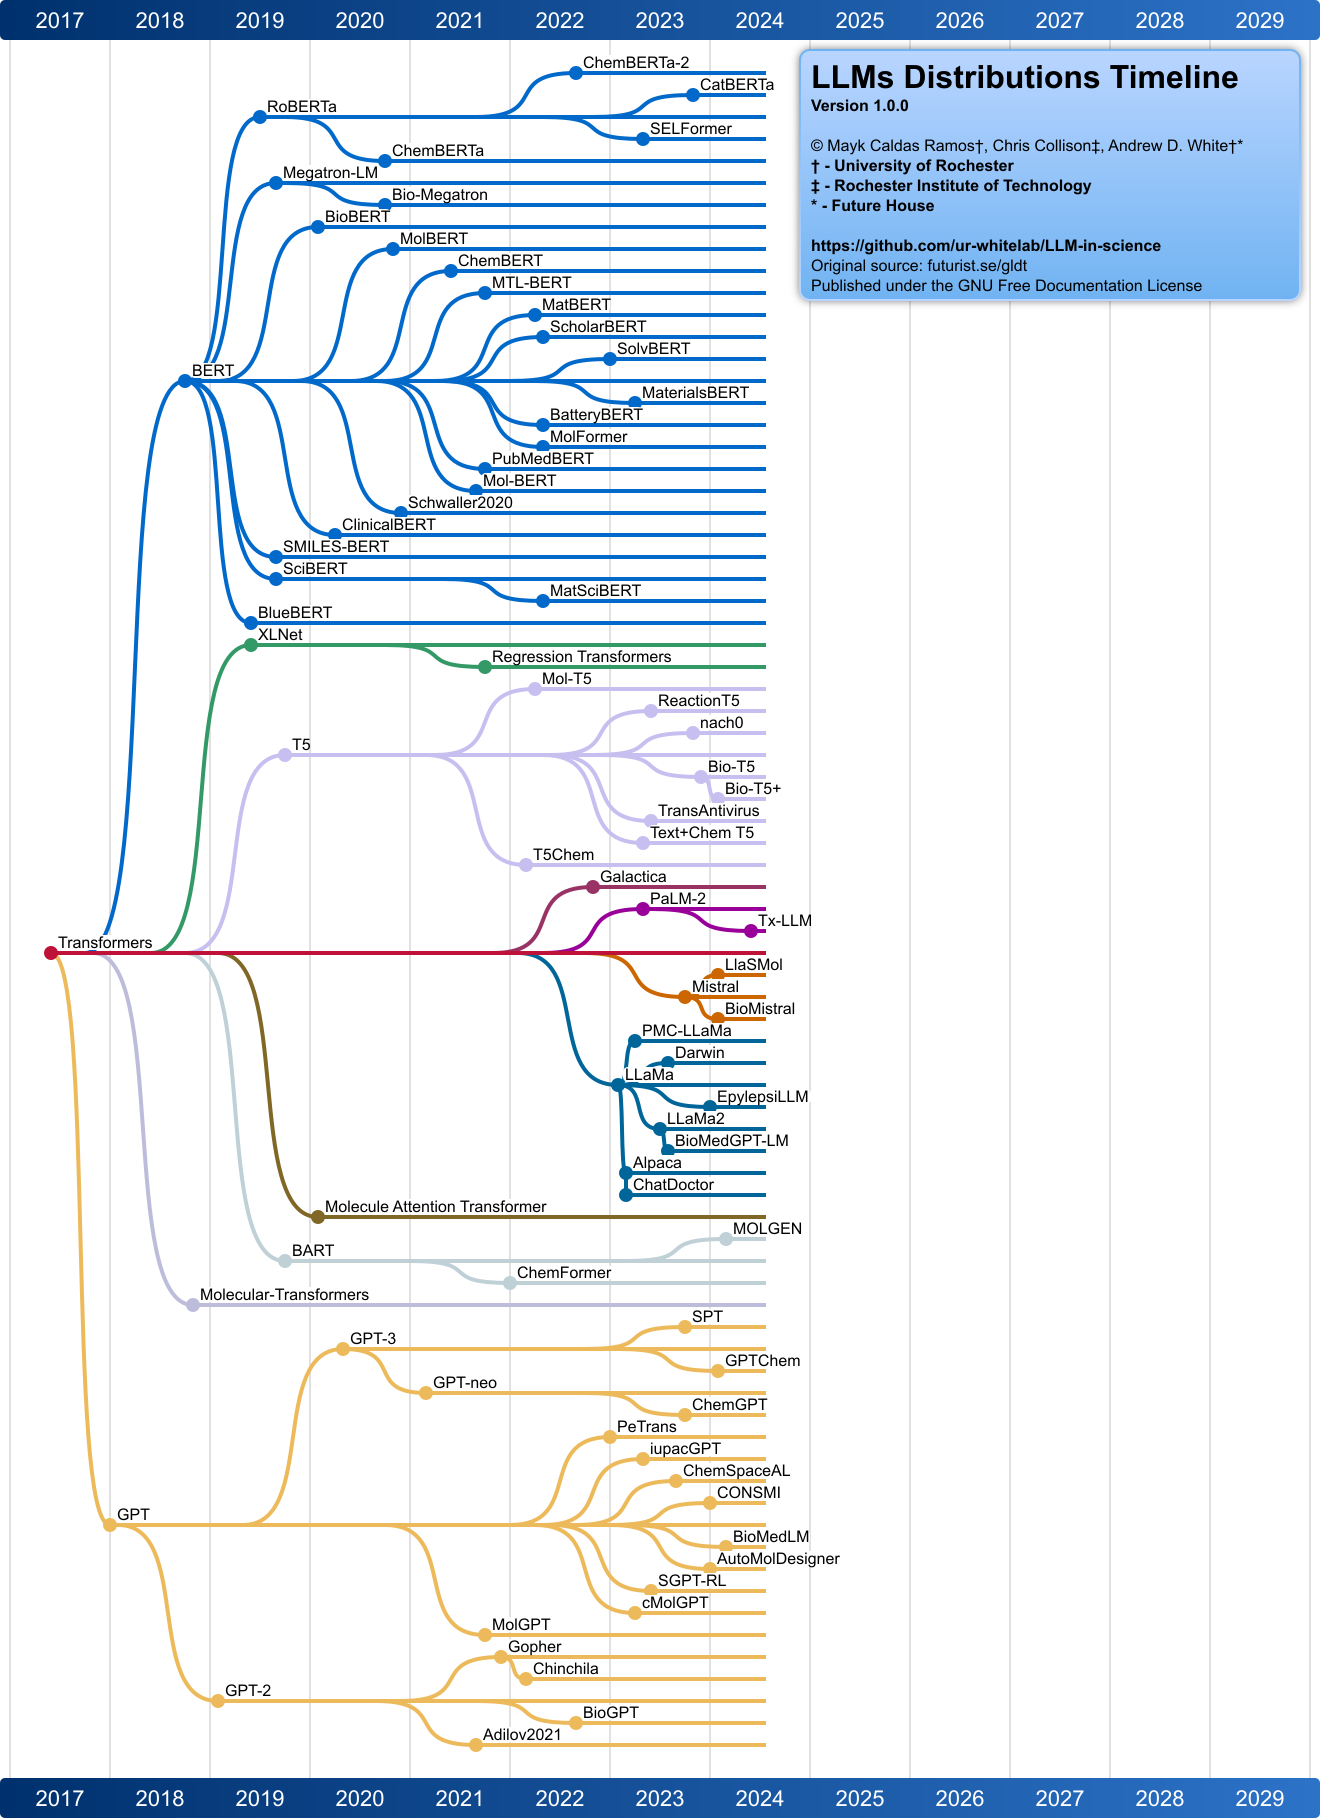 2017 2018 2019 2020 2021 2022 2023 2024 2025 2026 2027 2028 2029
LLMs Distributions Timeline
Version 1.0.0
© Mayk Caldas Ramos†, Chris Collison‡, Andrew D. White†*
† - University of Rochester
‡ - Rochester Institute of Technology
* - Future House
https://github.com/ur-whitelab/LLM-in-science
Original source: futurist.se/gldt
Published under the GNU Free Documentation License
ChemBERTa-2
CatBERTa
RoBERTa
SELFormer
ChemBERTa
Megatron-LM
Bio-Megatron
BioBERT
MolBERT
ChemBERT
MTL-BERT
MatBERT
ScholarBERT
SolvBERT
BERT
MaterialsBERT
BatteryBERT
MolFormer
PubMedBERT
Mol-BERT
Schwaller2020
ClinicalBERT
SMILES-BERT
SciBERT
MatSciBERT
BlueBERT
XLNet
Regression Transformers
Mol-T5
ReactionT5
nach0
T5
Bio-T5
Bio-T5+
TransAntivirus
Text+Chem T5
T5Chem
Galactica
PaLM-2
Tx-LLM
Transformers
LlaSMol
Mistral
BioMistral
PMC-LLaMa
Darwin
LLaMa
EpylepsiLLM
LLaMa2
BioMedGPT-LM
Alpaca
ChatDoctor
Molecule Attention Transformer
MOLGEN
BART
ChemFormer
Molecular-Transformers
SPT
GPT-3
GPTChem
GPT-neo
ChemGPT
PeTrans
iupacGPT
ChemSpaceAL
CONSMI
GPT
BioMedLM
AutoMolDesigner
SGPT-RL
cMolGPT
MolGPT
Gopher
Chinchila
GPT-2
BioGPT
Adilov2021
2017 2018 2019 2020 2021 2022 2023 2024 2025 2026 2027 2028 2029